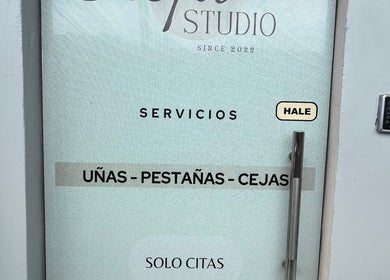 STUDIO
SINCE 2022
SERVICIOS
HALE
UÑAS - PESTAÑAS - CEJAS
SOLO CITAS